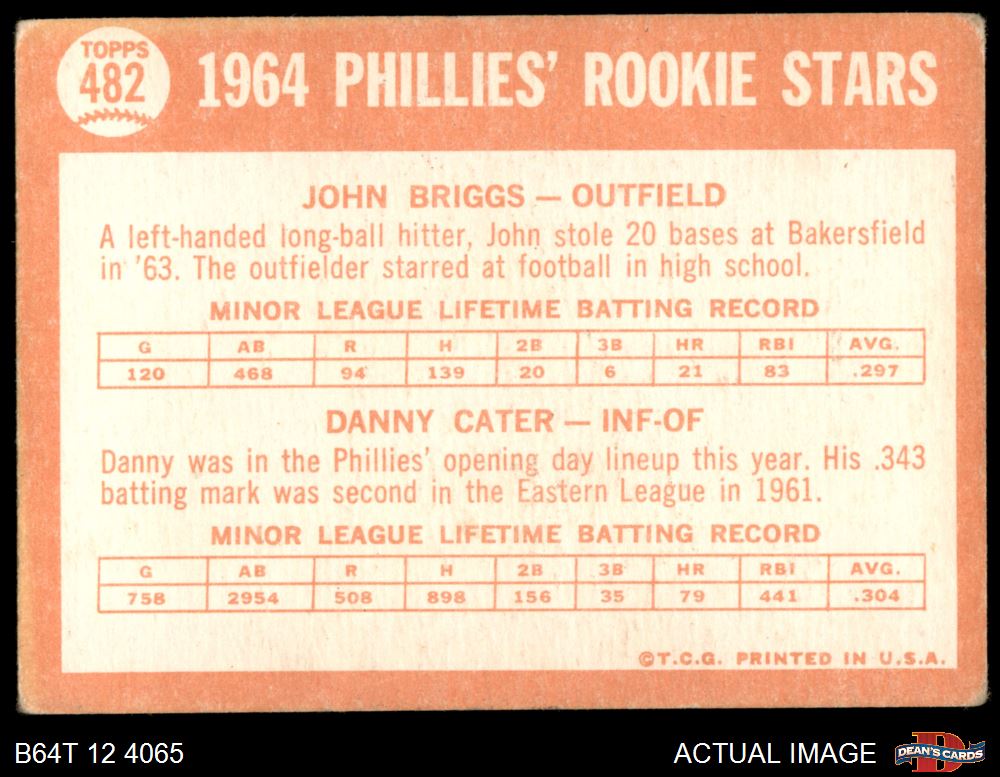 TOPPS
482
1964 PHILLIES' ROOKIE STARS
JOHN BRIGGS — OUTFIELD
A left-handed long-ball hitter, John stole 20 bases at Bakersfield
in '63. The outfielder starred at football in high school.
MINOR LEAGUE LIFETIME BATTING RECORD
G AB R H 2B 3B HR RBI AVG.
120 468 94 139 20 6 21 83 .297
DANNY CATER — INF-OF
Danny was in the Phillies' opening day lineup this year. His .343
batting mark was second in the Eastern League in 1961.
MINOR LEAGUE LIFETIME BATTING RECORD
G AB R H 2B 3B HR RBI AVG.
758 2954 508 898 156 35 79 441 .304
©T.C.G. PRINTED IN U.S.A.
B64T 12 4065
ACTUAL IMAGE
DEAN'S CARDS